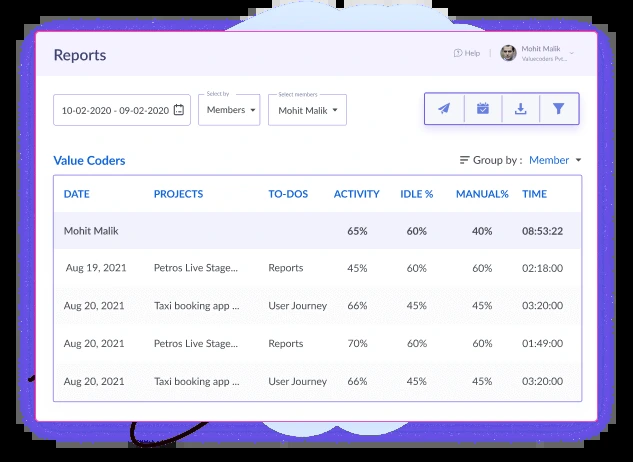 Reports
Help
Mohit Malik
Valuecoders Pvt...
Select by
Select members
10-02-2020 - 09-02-2020
Members
Mohit Malik
Value Coders
Group by : Member
DATE PROJECTS TO-DOS ACTIVITY IDLE % MANUAL% TIME
Mohit Malik 65% 60% 40% 08:53:22
Aug 19, 2021 Petros Live Stage... Reports 45% 60% 60% 02:18:00
Aug 20, 2021 Taxi booking app ... User Journey 66% 45% 45% 03:20:00
Aug 20, 2021 Petros Live Stage... Reports 70% 60% 60% 01:49:00
Aug 20, 2021 Taxi booking app ... User Journey 66% 45% 45% 03:20:00